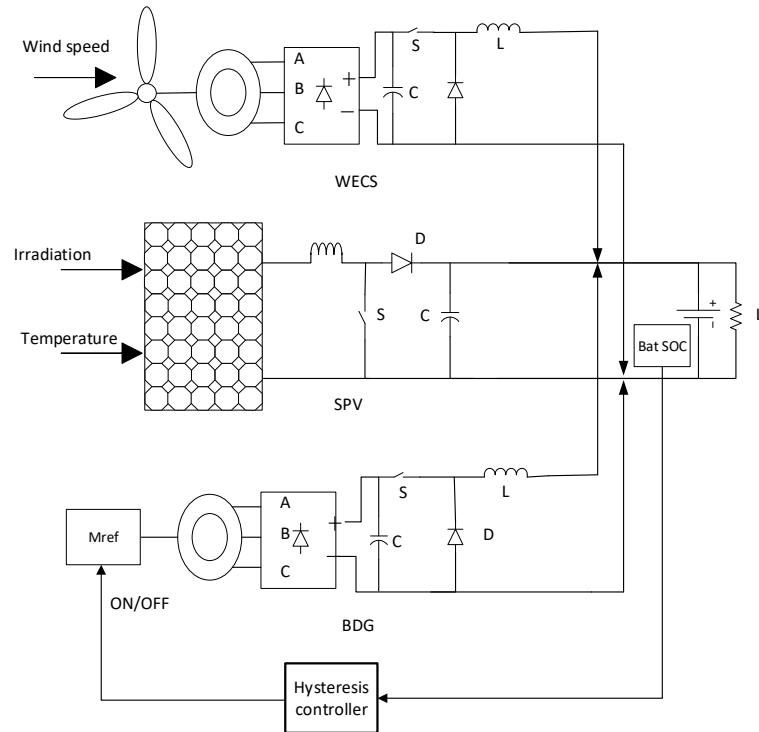 Wind speed
A
B
C
+
−
S
C
L
WECS
Irradiation
Temperature
D
S
C
+
-
Bat SOC
SPV
Mref
A
B
C
+
−
S
C
L
D
ON/OFF
BDG
Hysteresis
controller